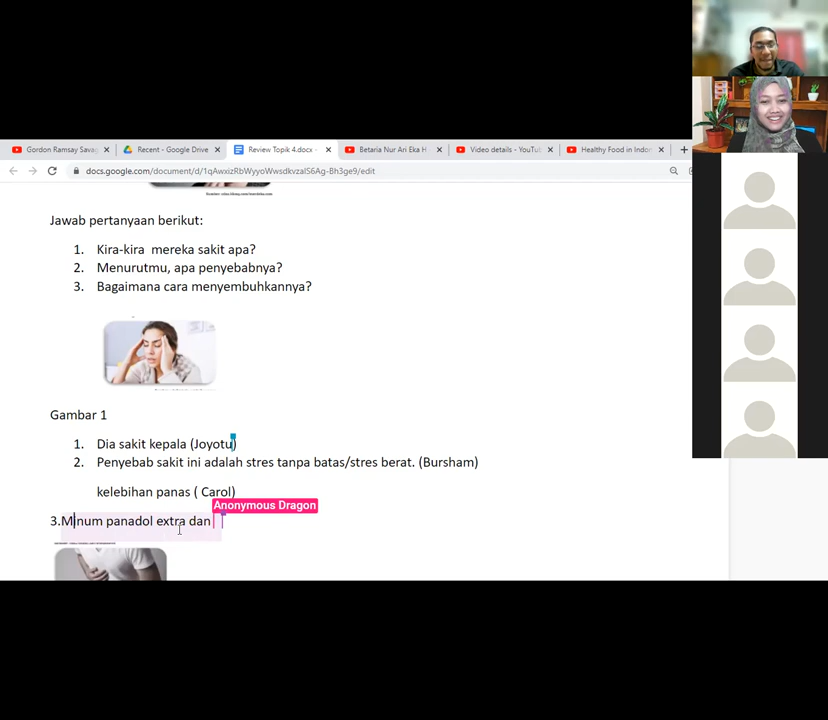 Gordon Ramsay Sava
Recent - Google Drive
Review Topik 4.docx -
Betaria Nur Ari Eka H
Video details - YouTu
Healthy Food in Indon
docs.google.com/document/d/1qAwxizRbWyyoWwsdkvzaIS6Ag-Bh3ge9/edit
Jawab pertanyaan berikut:
1. Kira-kira mereka sakit apa?
2. Menurutmu, apa penyebabnya?
3. Bagaimana cara menyembuhkannya?
Gambar 1
1. Dia sakit kepala (Joyotu)
2. Penyebab sakit ini adalah stres tanpa batas/stres berat. (Bursham)
kelebihan panas ( Carol)
Anonymous Dragon
3.Minum panadol extra dan